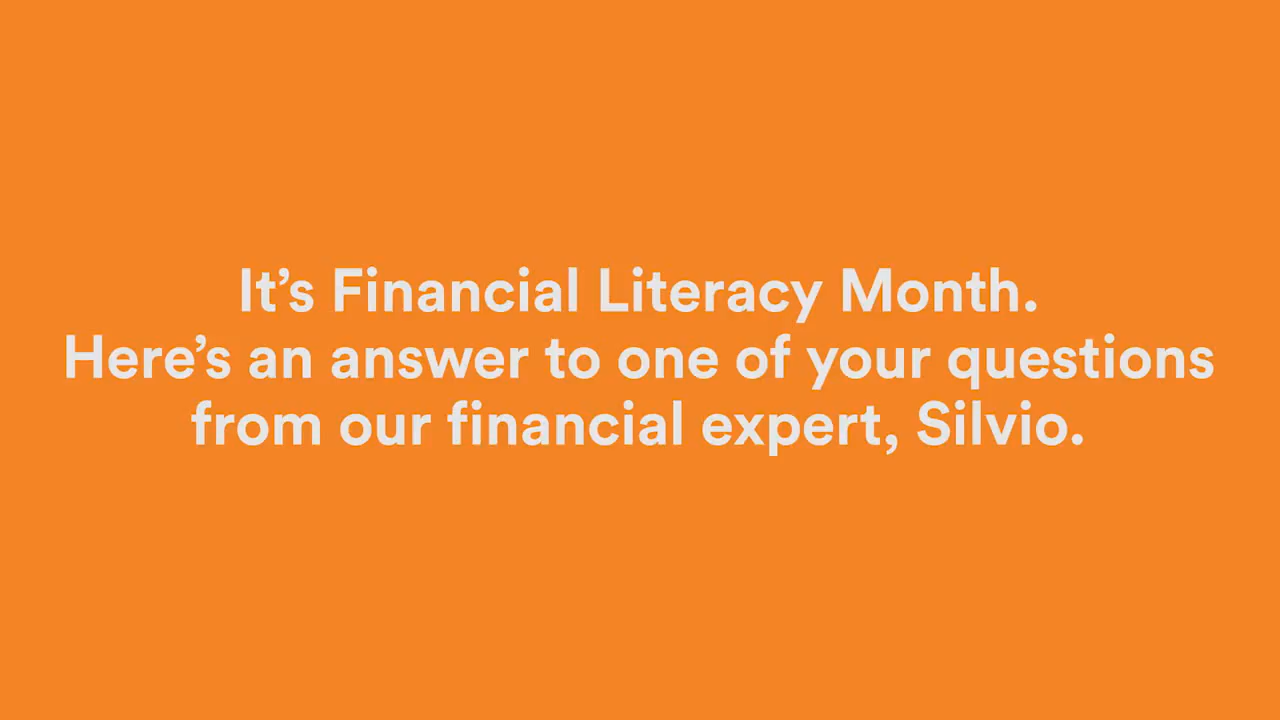 It’s Financial Literacy Month.
Here’s an answer to one of your questions
from our financial expert, Silvio.